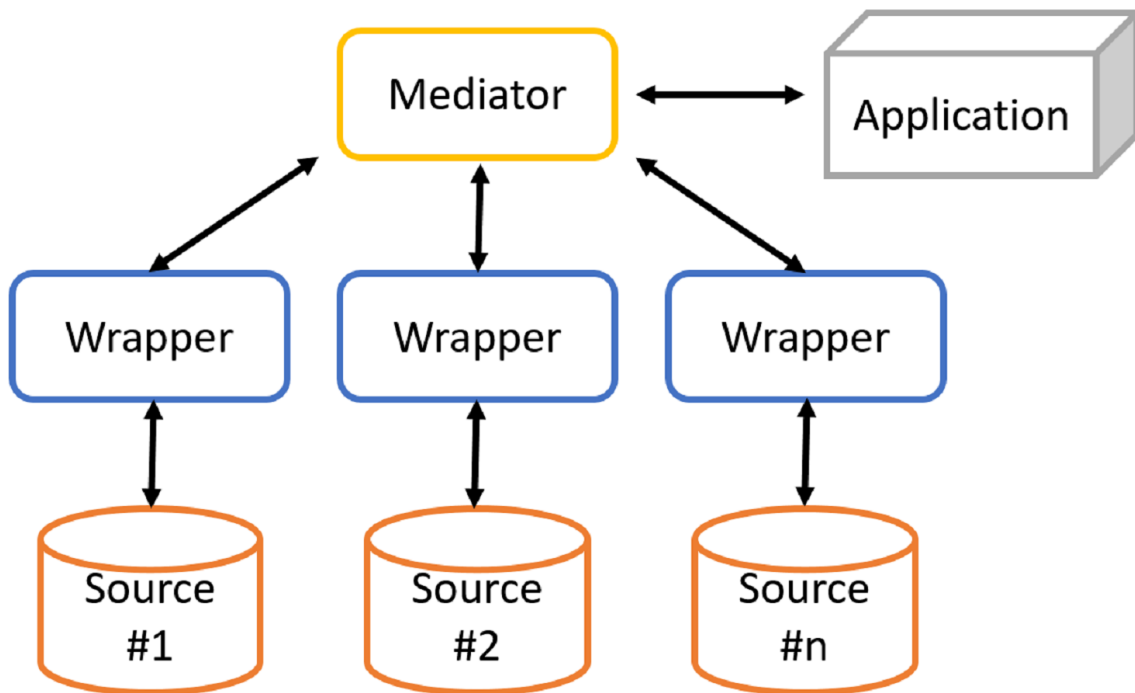 Mediator
Application
Wrapper
Wrapper
Wrapper
Source
#1
Source
#2
Source
#n